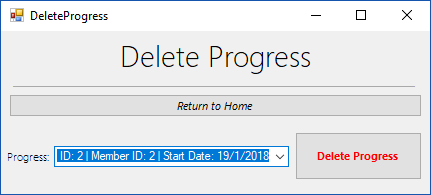 DeleteProgress
Delete Progress
Return to Home
Progress: ID: 2 | Member ID: 2 | Start Date: 19/1/2018
Delete Progress